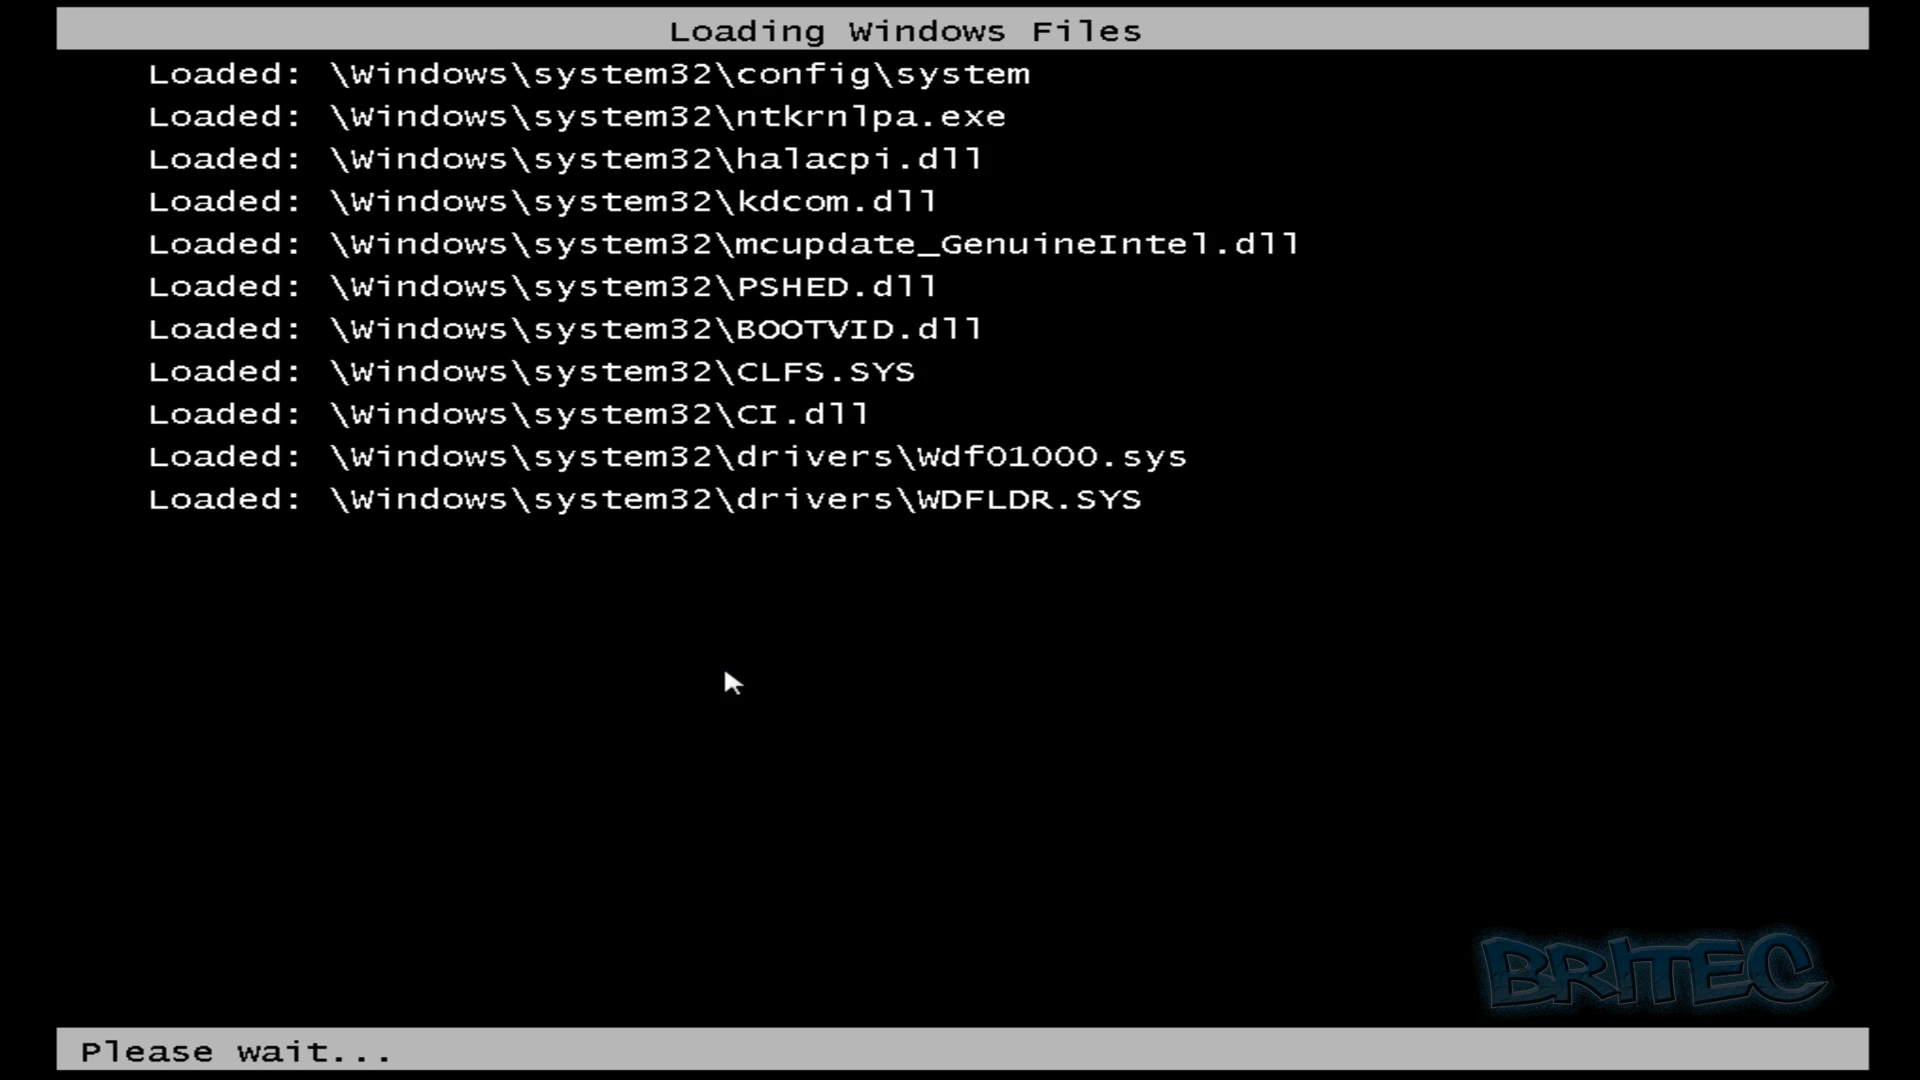 Loading Windows Files
Loaded: \Windows\system32\config\system
Loaded: \Windows\system32\ntkrnlpa.exe
Loaded: \Windows\system32\halacpi.dll
Loaded: \Windows\system32\kdcom.dll
Loaded: \Windows\system32\mcupdate_GenuineIntel.dll
Loaded: \Windows\system32\PSHED.dll
Loaded: \Windows\system32\BOOTVID.dll
Loaded: \Windows\system32\CLFS.SYS
Loaded: \Windows\system32\CI.dll
Loaded: \Windows\system32\drivers\Wdf01000.sys
Loaded: \Windows\system32\drivers\WDFLDR.SYS
BRITEC
Please wait...